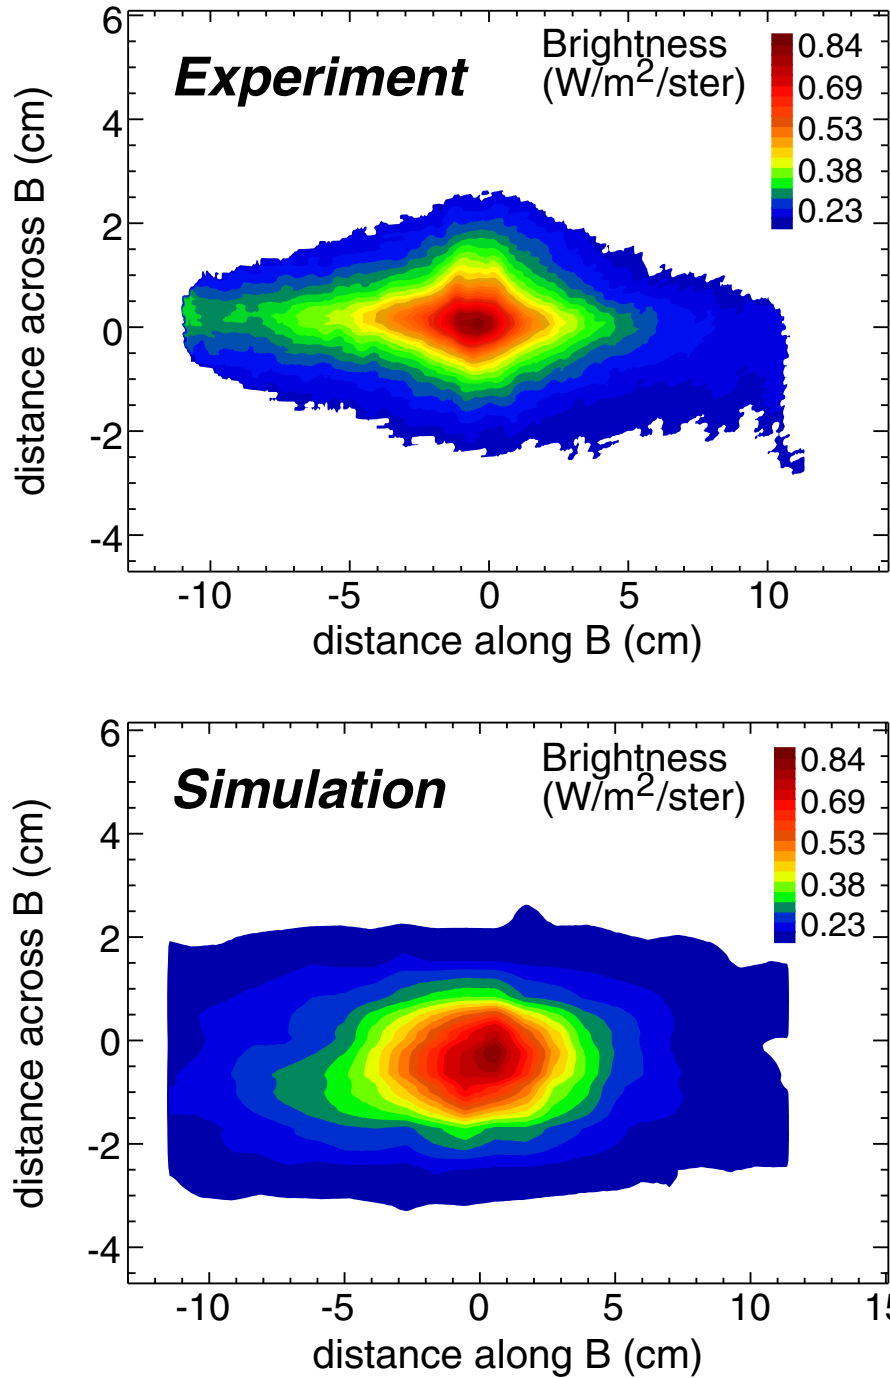 6
4
2
0
-2
-4
distance across B (cm)
Experiment
Brightness
(W/m2/ster)
0.84
0.69
0.53
0.38
0.23
-10 -5 0 5 10
distance along B (cm)
6
4
2
0
-2
-4
distance across B (cm)
Simulation
Brightness
(W/m2/ster)
0.84
0.69
0.53
0.38
0.23
-10 -5 0 5 10 15
distance along B (cm)